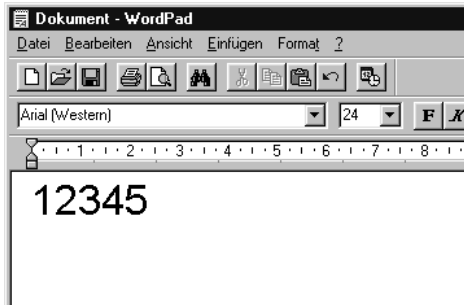 Dokument - WordPad
Datei Bearbeiten Ansicht Einfügen Format ?
Arial (Western) 24 F K
1 2 3 4 5 6 7 8
12345